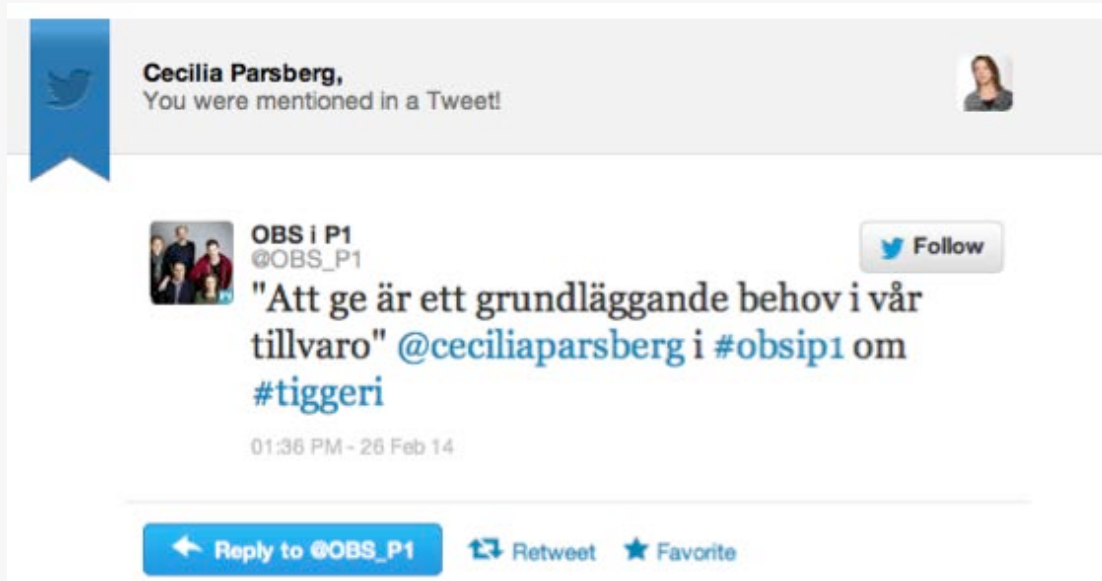 Cecilia Parsberg,
You were mentioned in a Tweet!
OBS i P1
@OBS_P1
Follow
"Att ge är ett grundläggande behov i vår
tillvaro" @ceciliaparsberg i #obsip1 om
#tiggeri
01:36 PM - 26 Feb 14
Reply to @OBS_P1
Retweet
Favorite
P1